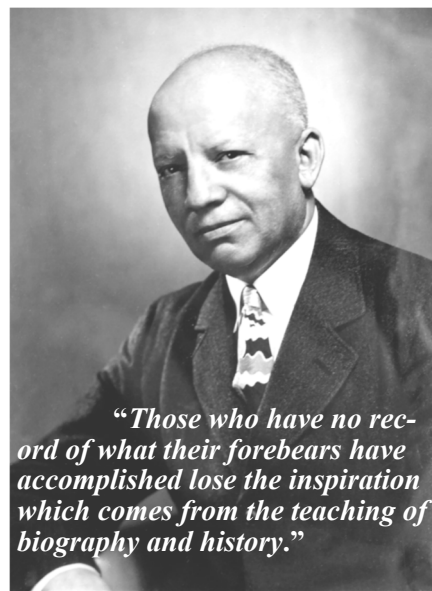 “Those who have no rec-
ord of what their forebears have
accomplished lose the inspiration
which comes from the teaching of
biography and history.”